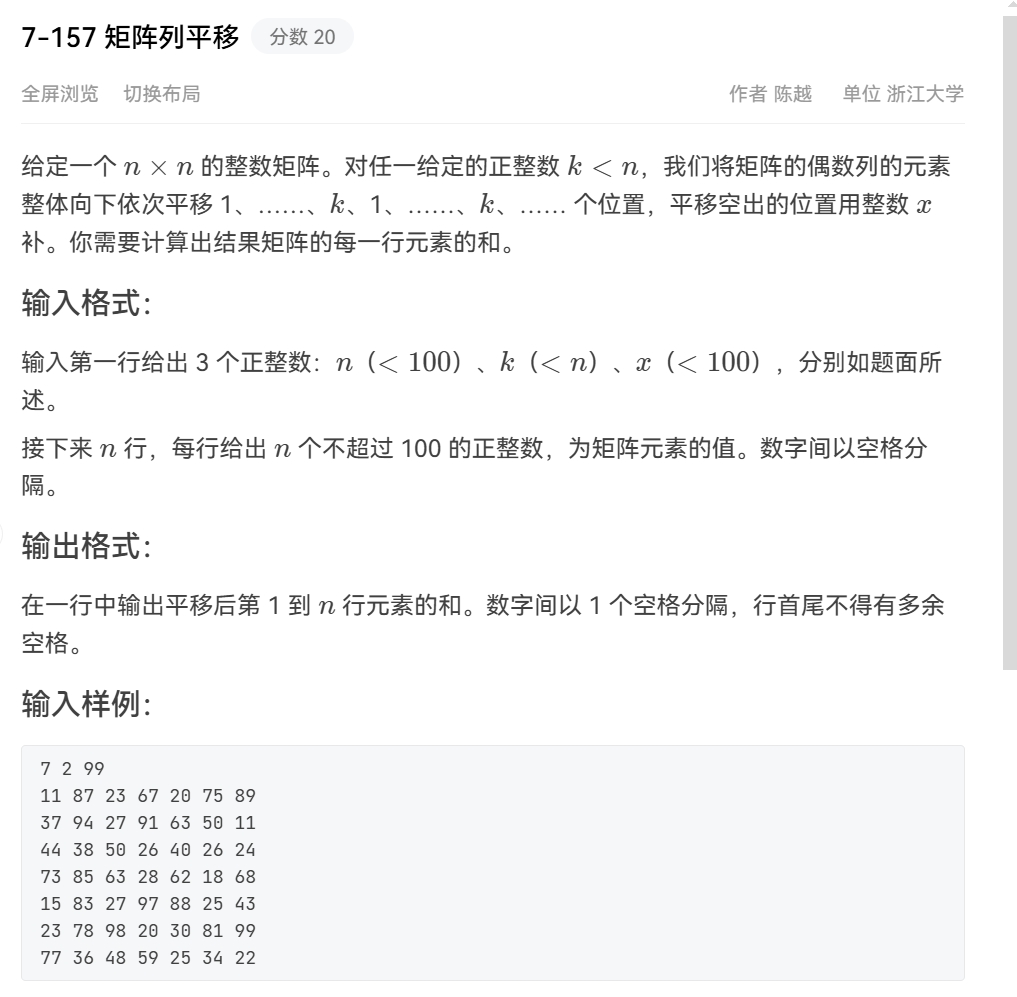 7-157 矩阵列平移 分数 20
全屏浏览 切换布局 作者 陈越 单位 浙江大学
给定一个 n × n 的整数矩阵。对任一给定的正整数 k < n，我们将矩阵的偶数列的元素
整体向下依次平移 1、……、k、1、……、k、…… 个位置，平移空出的位置用整数 x
补。你需要计算出结果矩阵的每一行元素的和。
输入格式：
输入第一行给出 3 个正整数：n（< 100）、k（< n）、x（< 100），分别如题面所
述。
接下来 n 行，每行给出 n 个不超过 100 的正整数，为矩阵元素的值。数字间以空格分
隔。
输出格式：
在一行中输出平移后第 1 到 n 行元素的和。数字间以 1 个空格分隔，行首尾不得有多余
空格。
输入样例：
7 2 99
11 87 23 67 20 75 89
37 94 27 91 63 50 11
44 38 50 26 40 26 24
73 85 63 28 62 18 68
15 83 27 97 88 25 43
23 78 98 20 30 81 99
77 36 48 59 25 34 22